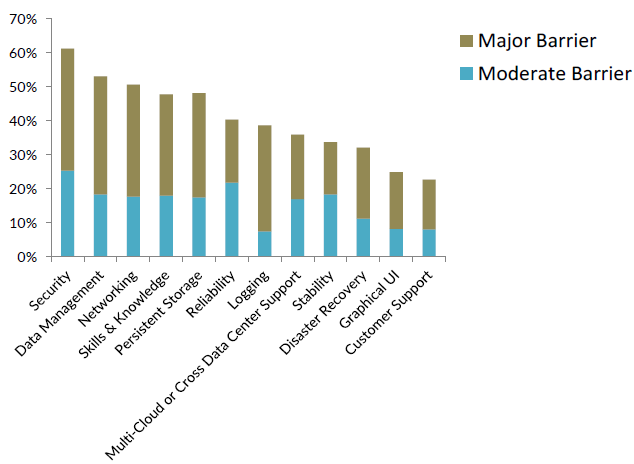 70%
60%
50%
40%
30%
20%
10%
0%
Major Barrier
Moderate Barrier
Security
Data Management
Networking
Skills & Knowledge
Persistent Storage
Reliability
Logging
Multi-Cloud or Cross Data Center Support
Stability
Disaster Recovery
Graphical UI
Customer Support